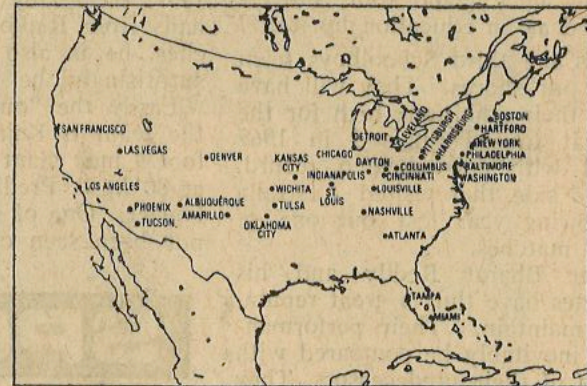 SAN FRANCISCO
LAS VEGAS
LOS ANGELES
PHOENIX
TUCSON.
DENVER
ALBUQUÉRQUE
AMARILLO
KANSAS
CITY
WICHITA
TULSA
OKLAHOMA
CITY
CHICAGO
INDIANAPOLIS
ST.
LOUIS
DETROIT
DAYTON
CLEVELAND
COLUMBUS
CINCINNATI
LOUISVILLE
NASHVILLE
ATLANTA
PITTSBURGH
HARRISBURG
BOSTON
HARTFORD
NEW YORK
PHILADELPHIA
BALTIMORE
WASHINGTON
TAMPA
MIAMI